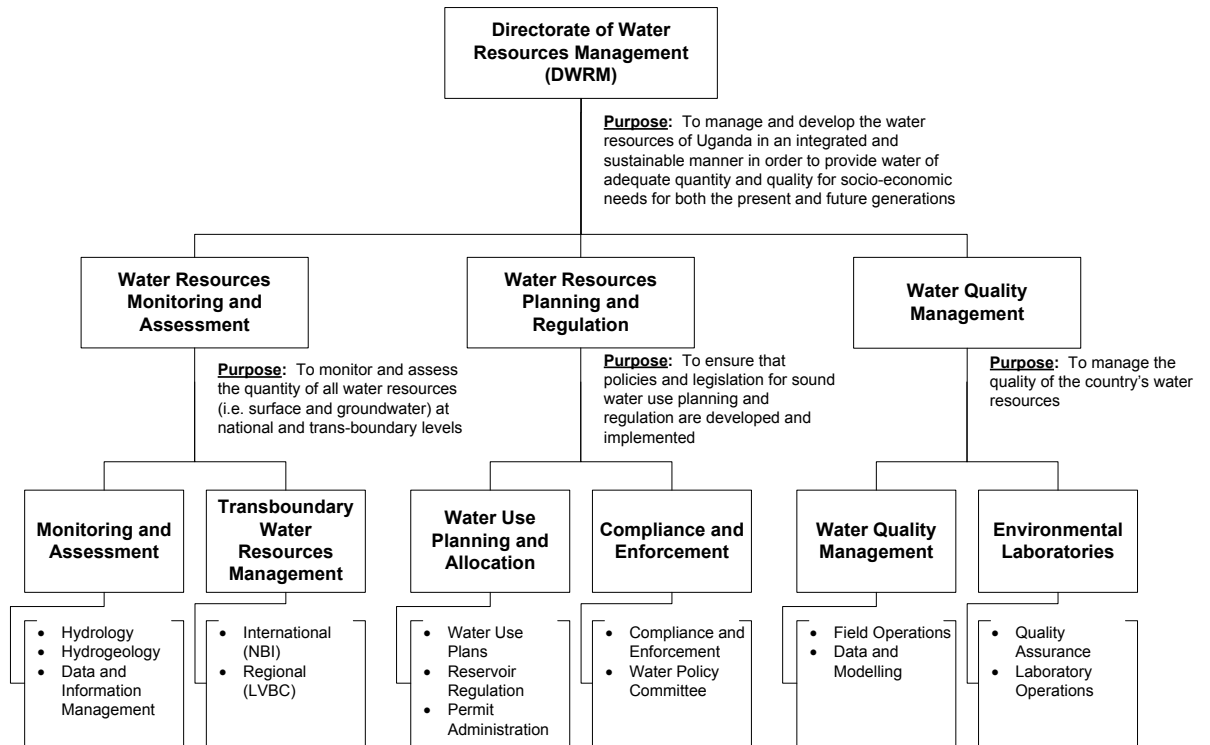 Directorate of Water
Resources Management
(DWRM)
Purpose: To manage and develop the water
resources of Uganda in an integrated and
sustainable manner in order to provide water of
adequate quantity and quality for socio-economic
needs for both the present and future generations
Water Resources
Monitoring and
Assessment
Purpose: To monitor and assess
the quantity of all water resources
(i.e. surface and groundwater) at
national and trans-boundary levels
Water Resources
Planning and
Regulation
Purpose: To ensure that
policies and legislation for sound
water use planning and
regulation are developed and
implemented
Water Quality
Management
Purpose: To manage the
quality of the country's water
resources
Monitoring and
Assessment
• Hydrology
• Hydrogeology
• Data and
Information
Management
Transboundary
Water
Resources
Management
• International
(NBI)
• Regional
(LVBC)
Water Use
Planning and
Allocation
• Water Use
Plans
• Reservoir
Regulation
• Permit
Administration
Compliance and
Enforcement
• Compliance and
Enforcement
• Water Policy
Committee
Water Quality
Management
• Field Operations
• Data and
Modelling
Environmental
Laboratories
• Quality
Assurance
• Laboratory
Operations